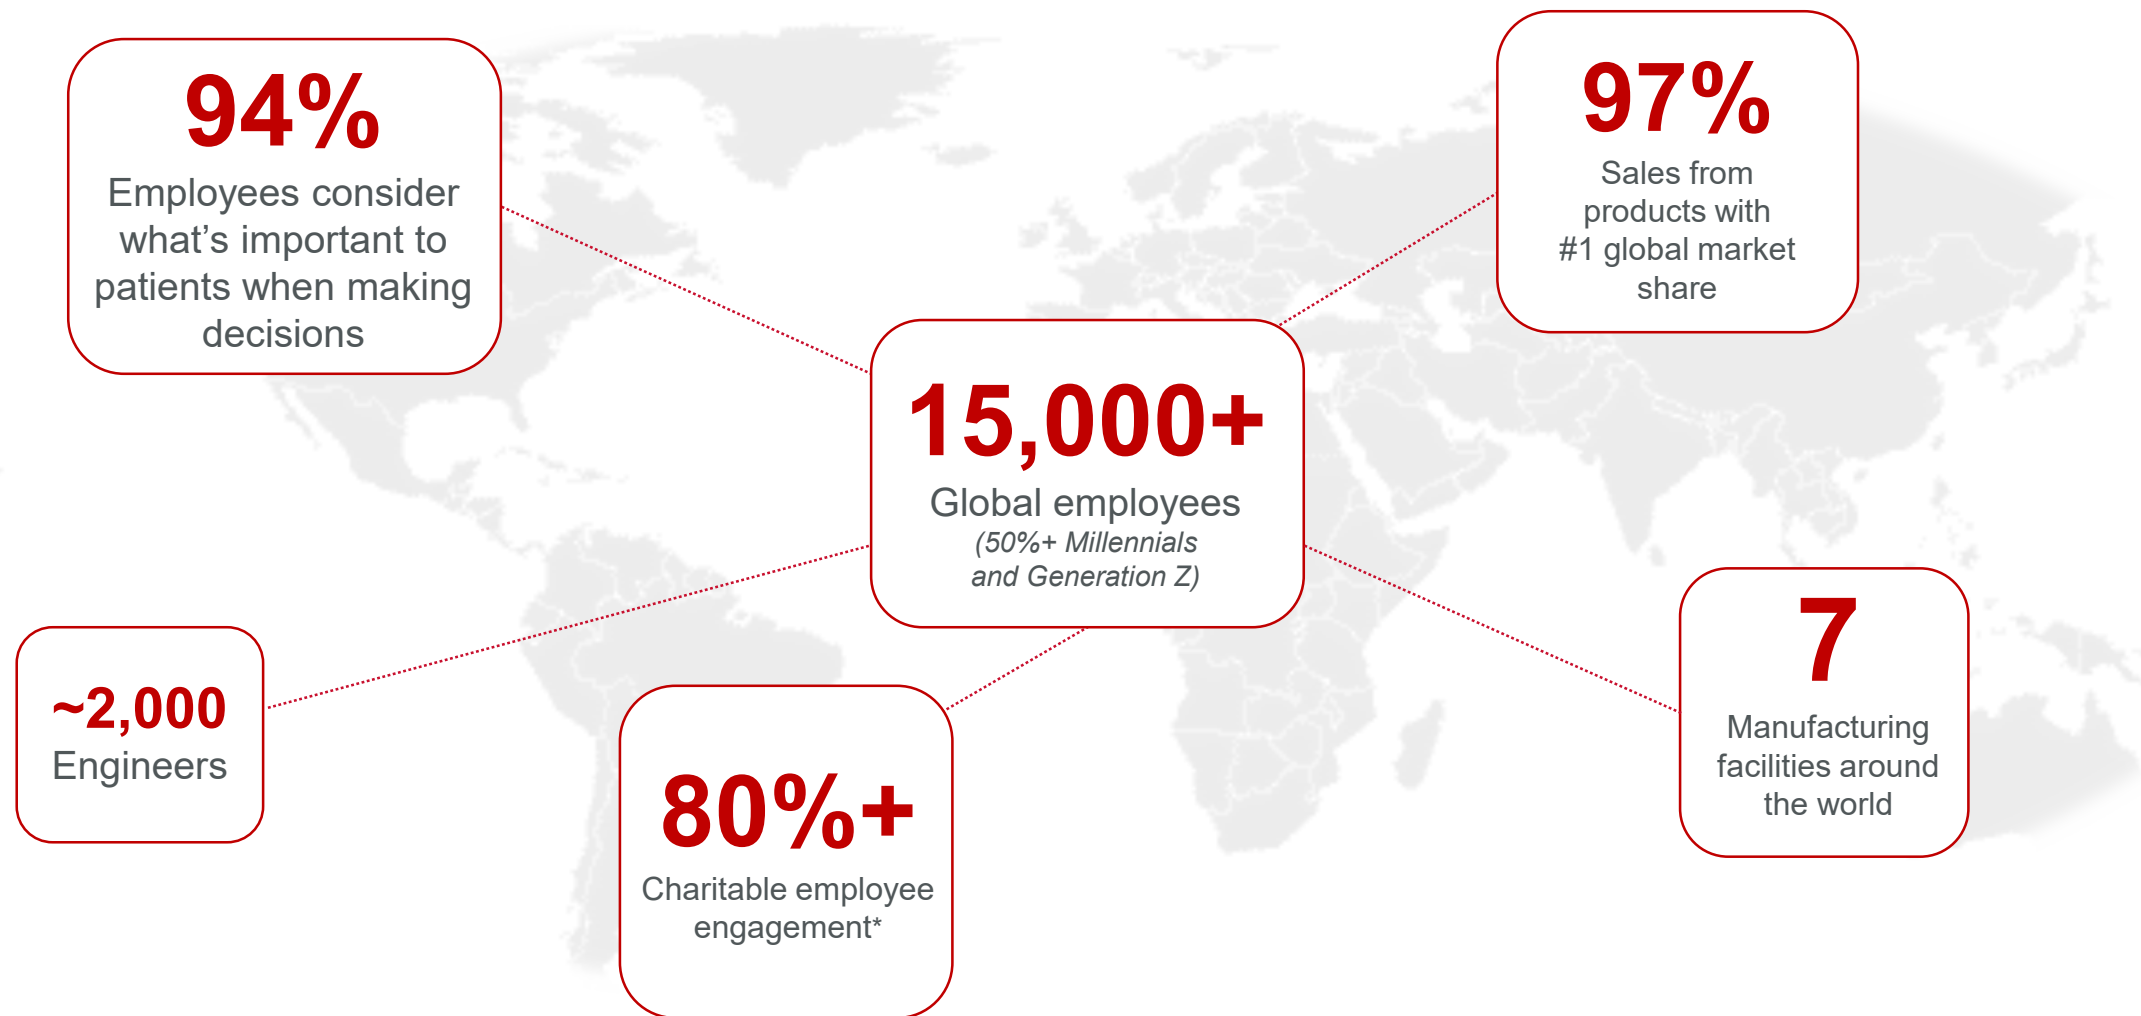 94%
Employees consider
what’s important to
patients when making
decisions
97%
Sales from
products with
#1 global market
share
15,000+
Global employees
(50%+ Millennials
and Generation Z)
~2,000
Engineers
80%+
Charitable employee
engagement*
7
Manufacturing
facilities around
the world